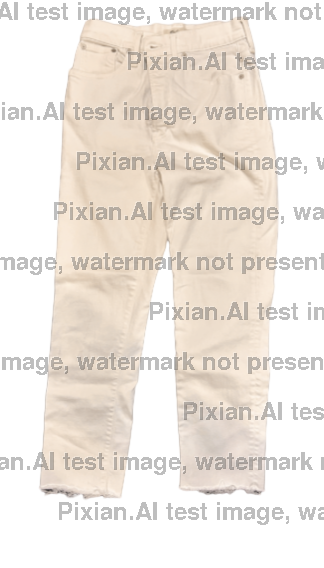 AI test image, watermark not
Pixian.AI test image,
ian.AI test image, watermark
Pixian.AI test image, w
Pixian.AI test image, wa
mage, watermark not present
Pixian.AI test image
image, watermark not presen
Pixian.AI tes
an.AI test image, watermark n
Pixian.AI test image, wa